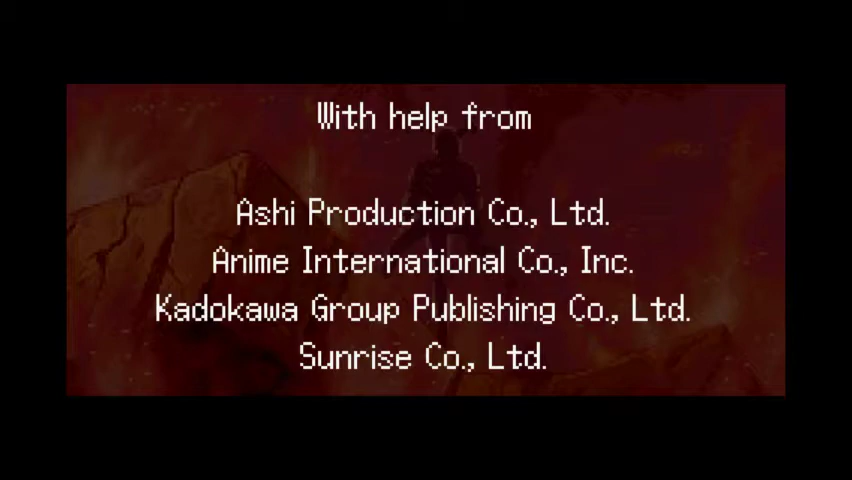 With help from
Ashi Production Co., Ltd.
Anime International Co., Inc.
Kadokawa Group Publishing Co., Ltd.
Sunrise Co., Ltd.